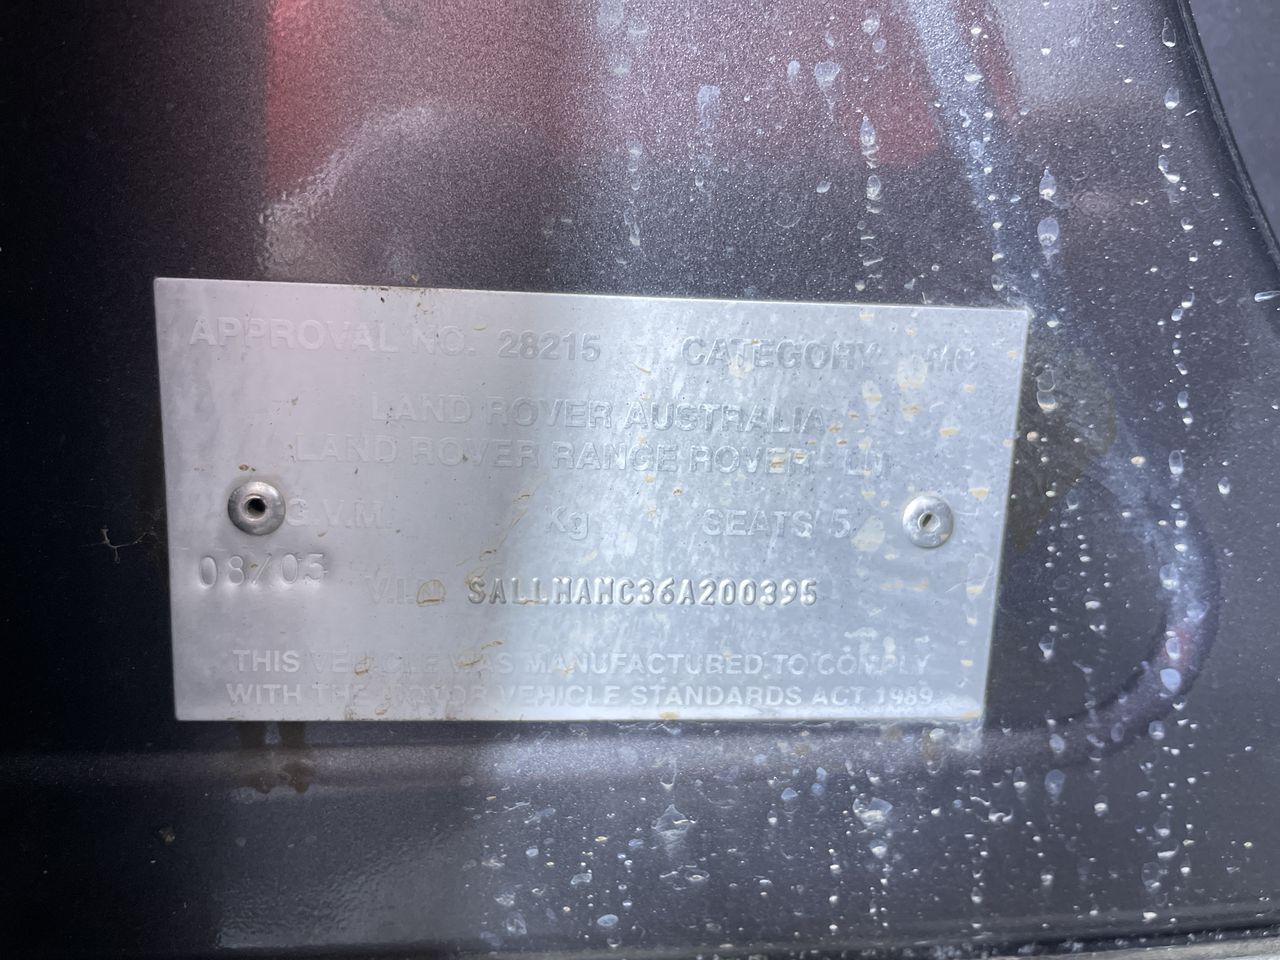 APPROVAL NO. 28215 CATEGORY MC
LAND ROVER AUSTRALIA
LAND ROVER RANGE ROVER LM
G.V.M. Kg SEATS 5
08/05 V.I.N SALLMAMC36A200395
THIS VEHICLE WAS MANUFACTURED TO COMPLY
WITH THE MOTOR VEHICLE STANDARDS ACT 1989